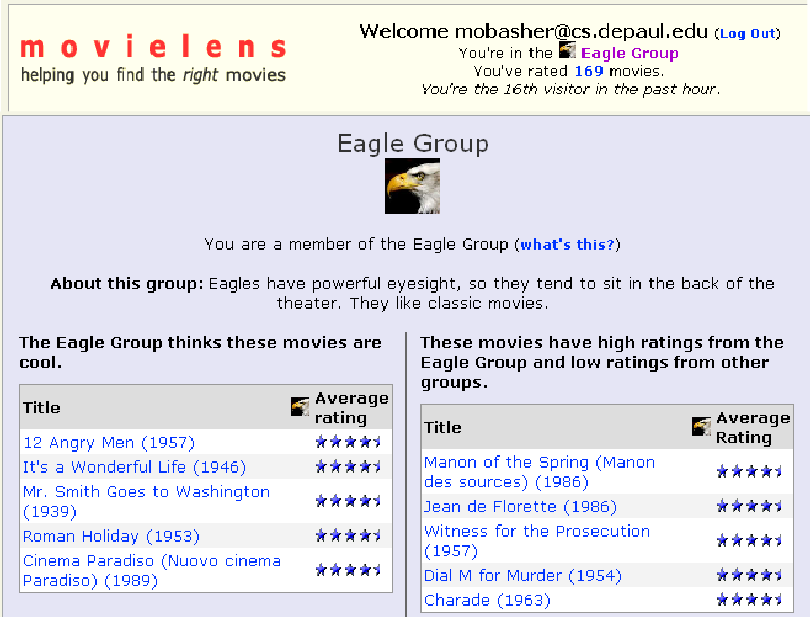 movielens
helping you find the right movies
Welcome mobasher@cs.depaul.edu (Log Out)
You're in the Eagle Group
You've rated 169 movies.
You're the 16th visitor in the past hour.
Eagle Group
You are a member of the Eagle Group (what's this?)
About this group: Eagles have powerful eyesight, so they tend to sit in the back of the
theater. They like classic movies.
The Eagle Group thinks these movies are
cool.
Title
Average
rating
12 Angry Men (1957)
It's a Wonderful Life (1946)
Mr. Smith Goes to Washington
(1939)
Roman Holiday (1953)
Cinema Paradiso (Nuovo cinema
Paradiso) (1989)
These movies have high ratings from the
Eagle Group and low ratings from other
groups.
Title
Average
Rating
Manon of the Spring (Manon
des sources) (1986)
Jean de Florette (1986)
Witness for the Prosecution
(1957)
Dial M for Murder (1954)
Charade (1963)